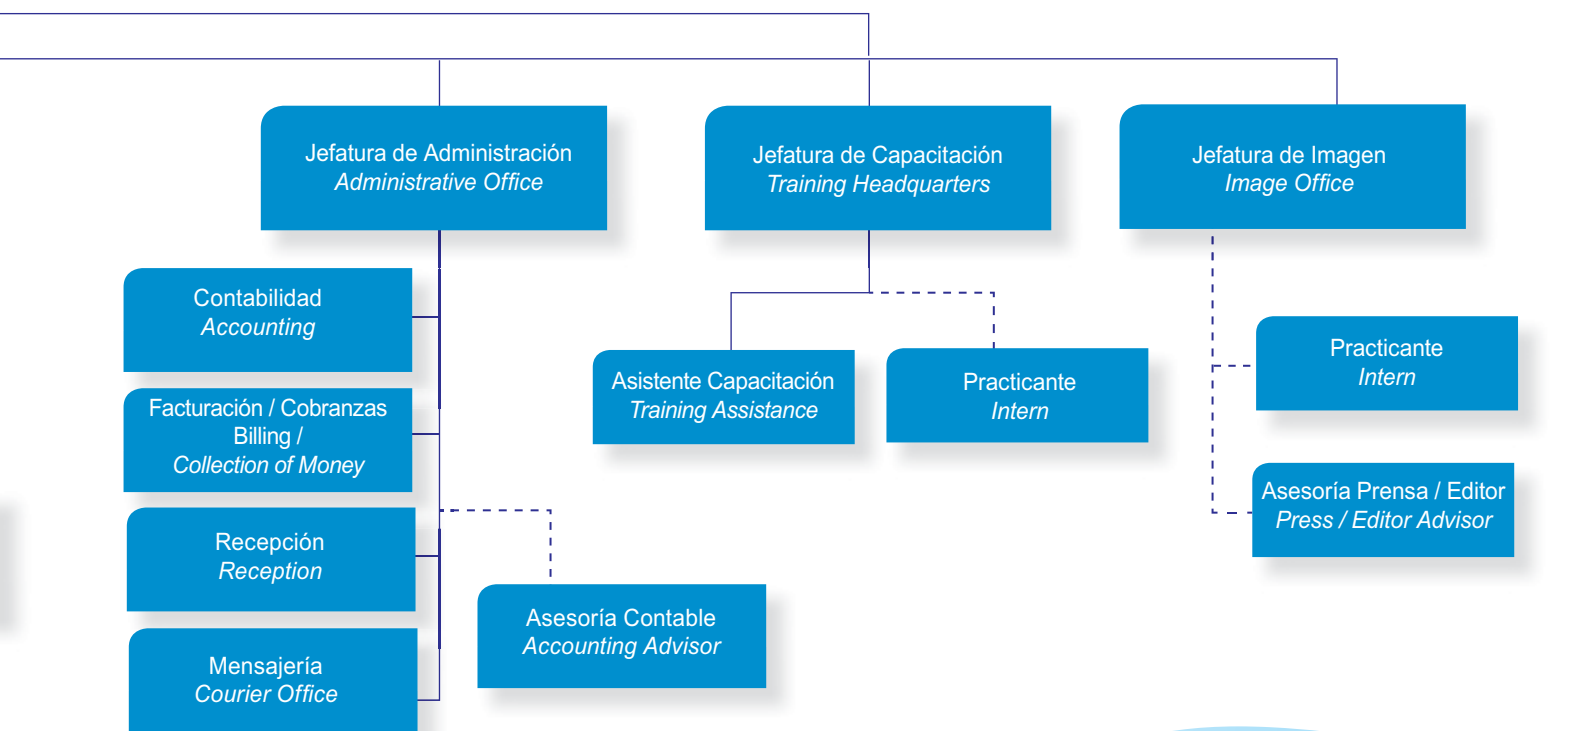 Jefatura de Administración
Administrative Office
Jefatura de Capacitación
Training Headquarters
Jefatura de Imagen
Image Office
Contabilidad
Accounting
Facturación / Cobranzas
Billing /
Collection of Money
Recepción
Reception
Mensajería
Courier Office
Asesoría Contable
Accounting Advisor
Asistente Capacitación
Training Assistance
Practicante
Intern
Practicante
Intern
Asesoría Prensa / Editor
Press / Editor Advisor